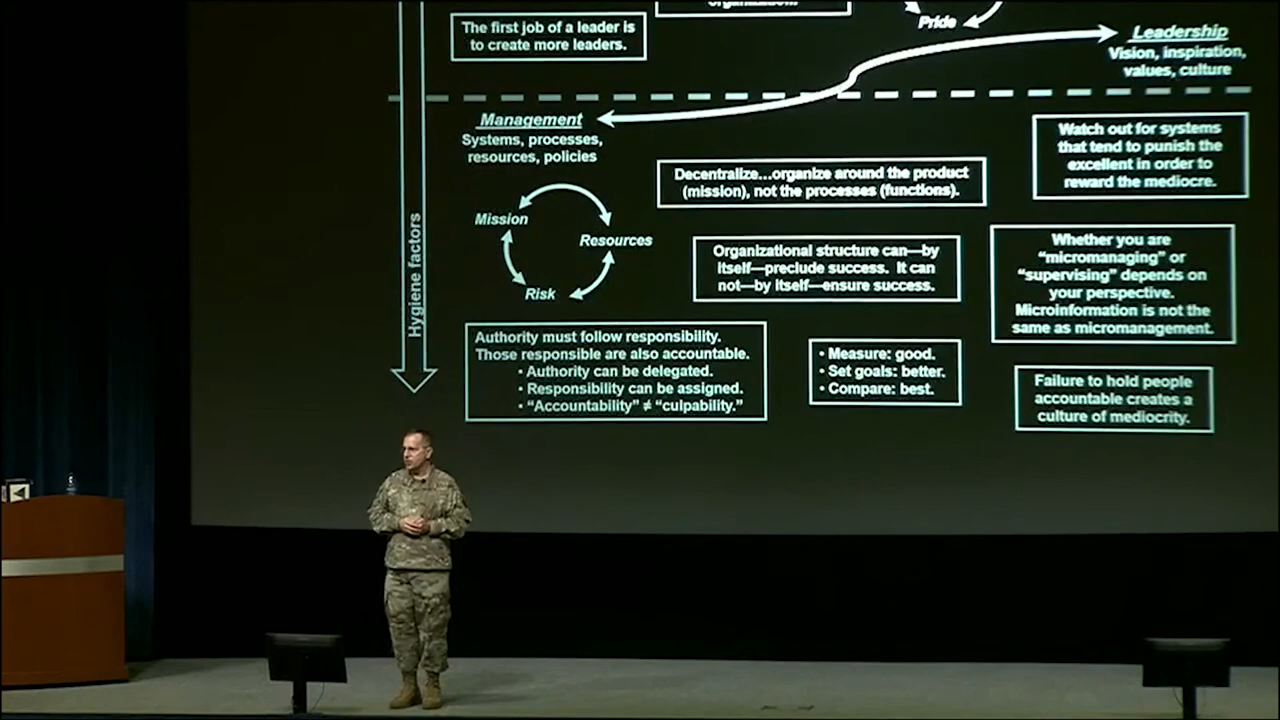 The first job of a leader is
to create more leaders.
Pride
Leadership
Vision, inspiration,
values, culture
Management
Systems, processes,
resources, policies
Mission
Resources
Risk
Hygiene factors
Decentralize...organize around the product
(mission), not the processes (functions).
Watch out for systems
that tend to punish the
excellent in order to
reward the mediocre.
Organizational structure can—by
itself—preclude success. It can
not—by itself—ensure success.
Whether you are
“micromanaging” or
“supervising” depends on
your perspective.
Microinformation is not the
same as micromanagement.
Authority must follow responsibility.
Those responsible are also accountable.
• Authority can be delegated.
• Responsibility can be assigned.
• “Accountability” ≠ “culpability.”
• Measure: good.
• Set goals: better.
• Compare: best.
Failure to hold people
accountable creates a
culture of mediocrity.